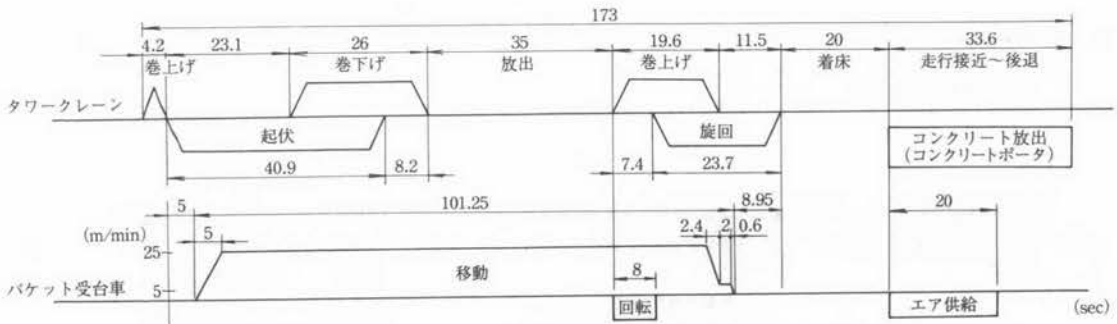 173
4.2 23.1 26 35 19.6 11.5 20 33.6
巻上げ 巻下げ 放出 巻上げ 着床 走行接近～後退
タワークレーン
起伏 旋回 コンクリート放出
(コンクリートポータ)
40.9 8.2 7.4 23.7
5 101.25 8.95 20
(m/min) 5 2.4 2 0.6
25
移動 8
5
バケット受台車 回転 エア供給 (sec)